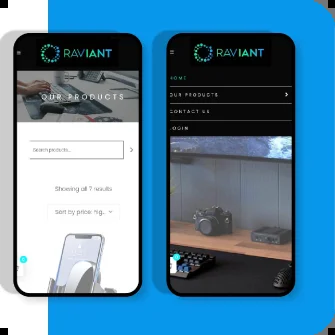 RAVIANT
OUR PRODUCTS
Search products...
Showing all 7 results
Sort by price: hig...
RAVIANT
HOME
OUR PRODUCTS
CONTACT US
LOGIN